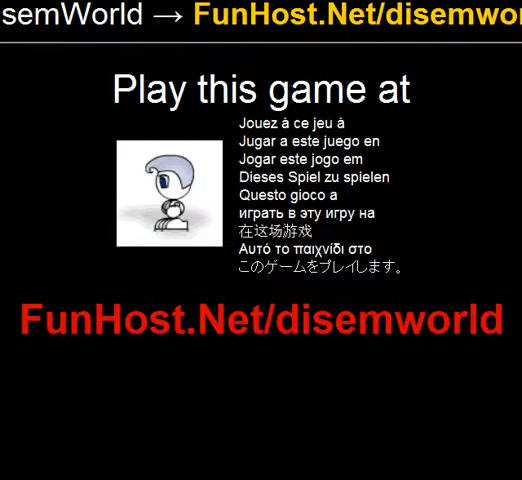 semWorld → FunHost.Net/disemwor
Play this game at
Jouez à ce jeu à
Jugar a este juego en
Jogar este jogo em
Dieses Spiel zu spielen
Questo gioco a
играть в эту игру на
在这场游戏
Αυτό το παιχνίδι στο
このゲームをプレイします。
FunHost.Net/disemworld